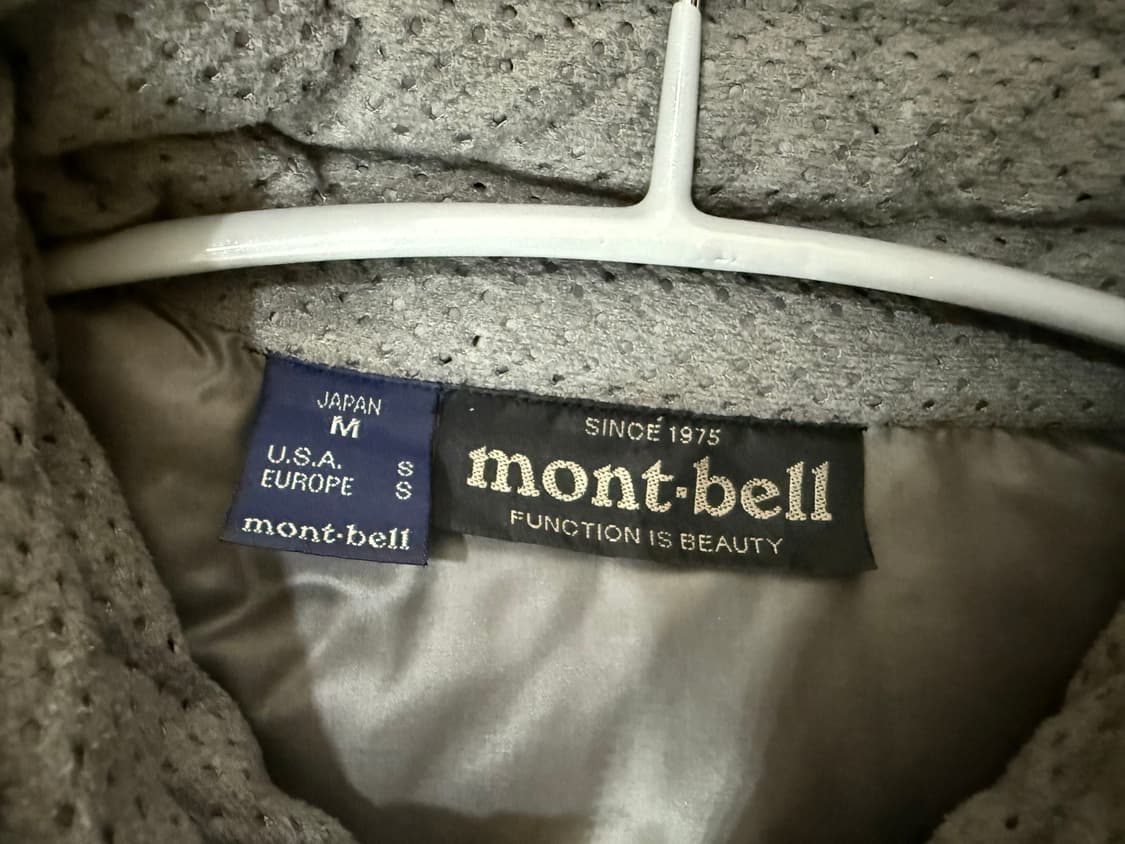 JAPAN
M
U.S.A. S
EUROPE S
mont-bell
SINCE 1975
mont-bell
FUNCTION IS BEAUTY